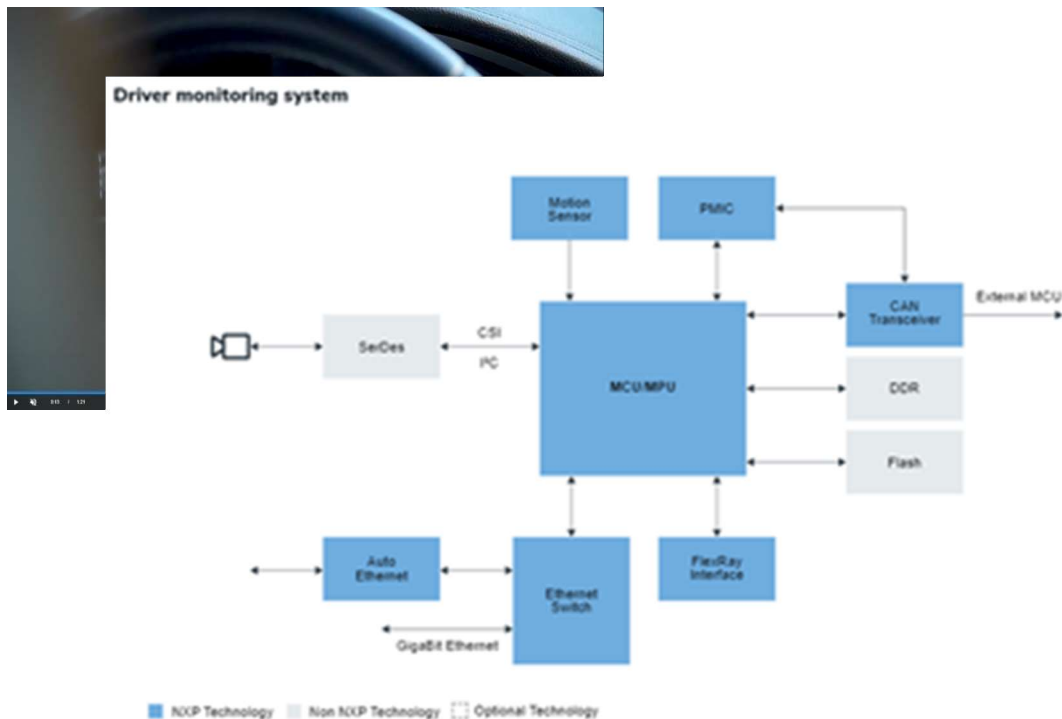 Driver monitoring system
Motion
Sensor
PMIC
CAN
Transceiver
External MCU
SerDes
CSI
I²C
MCU/MPU
DDR
Flash
Auto
Ethernet
Ethernet
Switch
FlexRay
Interface
GigaBit Ethernet
NXP Technology
Non NXP Technology
Optional Technology